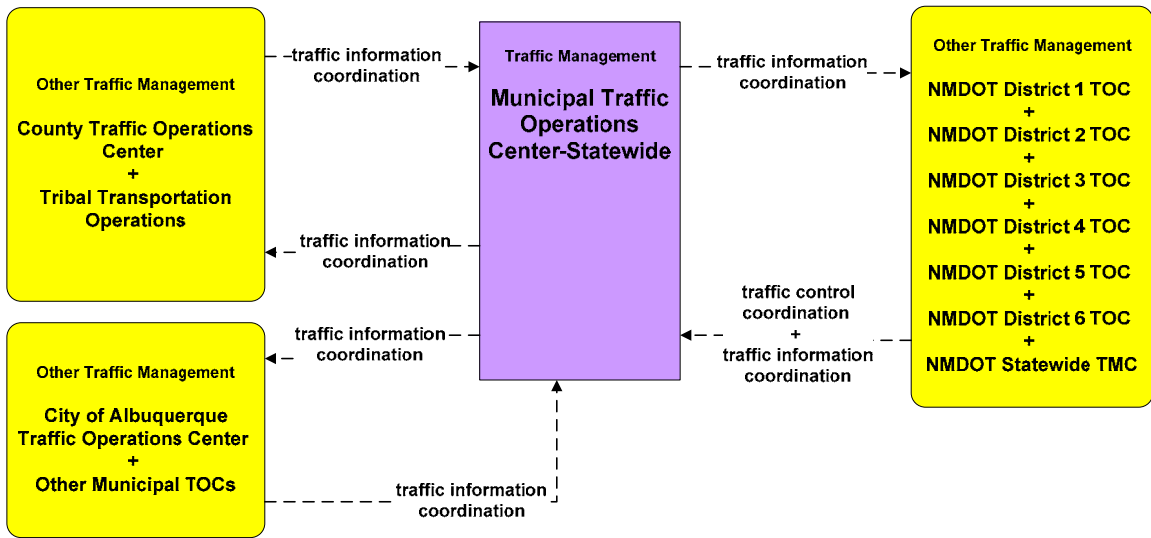 Other Traffic Management
County Traffic Operations
Center
+
Tribal Transportation
Operations
traffic information
coordination
traffic information
coordination
Other Traffic Management
City of Albuquerque
Traffic Operations Center
+
Other Municipal TOCs
traffic information
coordination
traffic information
coordination
Traffic Management
Municipal Traffic
Operations
Center-Statewide
traffic information
coordination
traffic control
coordination
+
traffic information
coordination
Other Traffic Management
NMDOT District 1 TOC
+
NMDOT District 2 TOC
+
NMDOT District 3 TOC
+
NMDOT District 4 TOC
+
NMDOT District 5 TOC
+
NMDOT District 6 TOC
+
NMDOT Statewide TMC